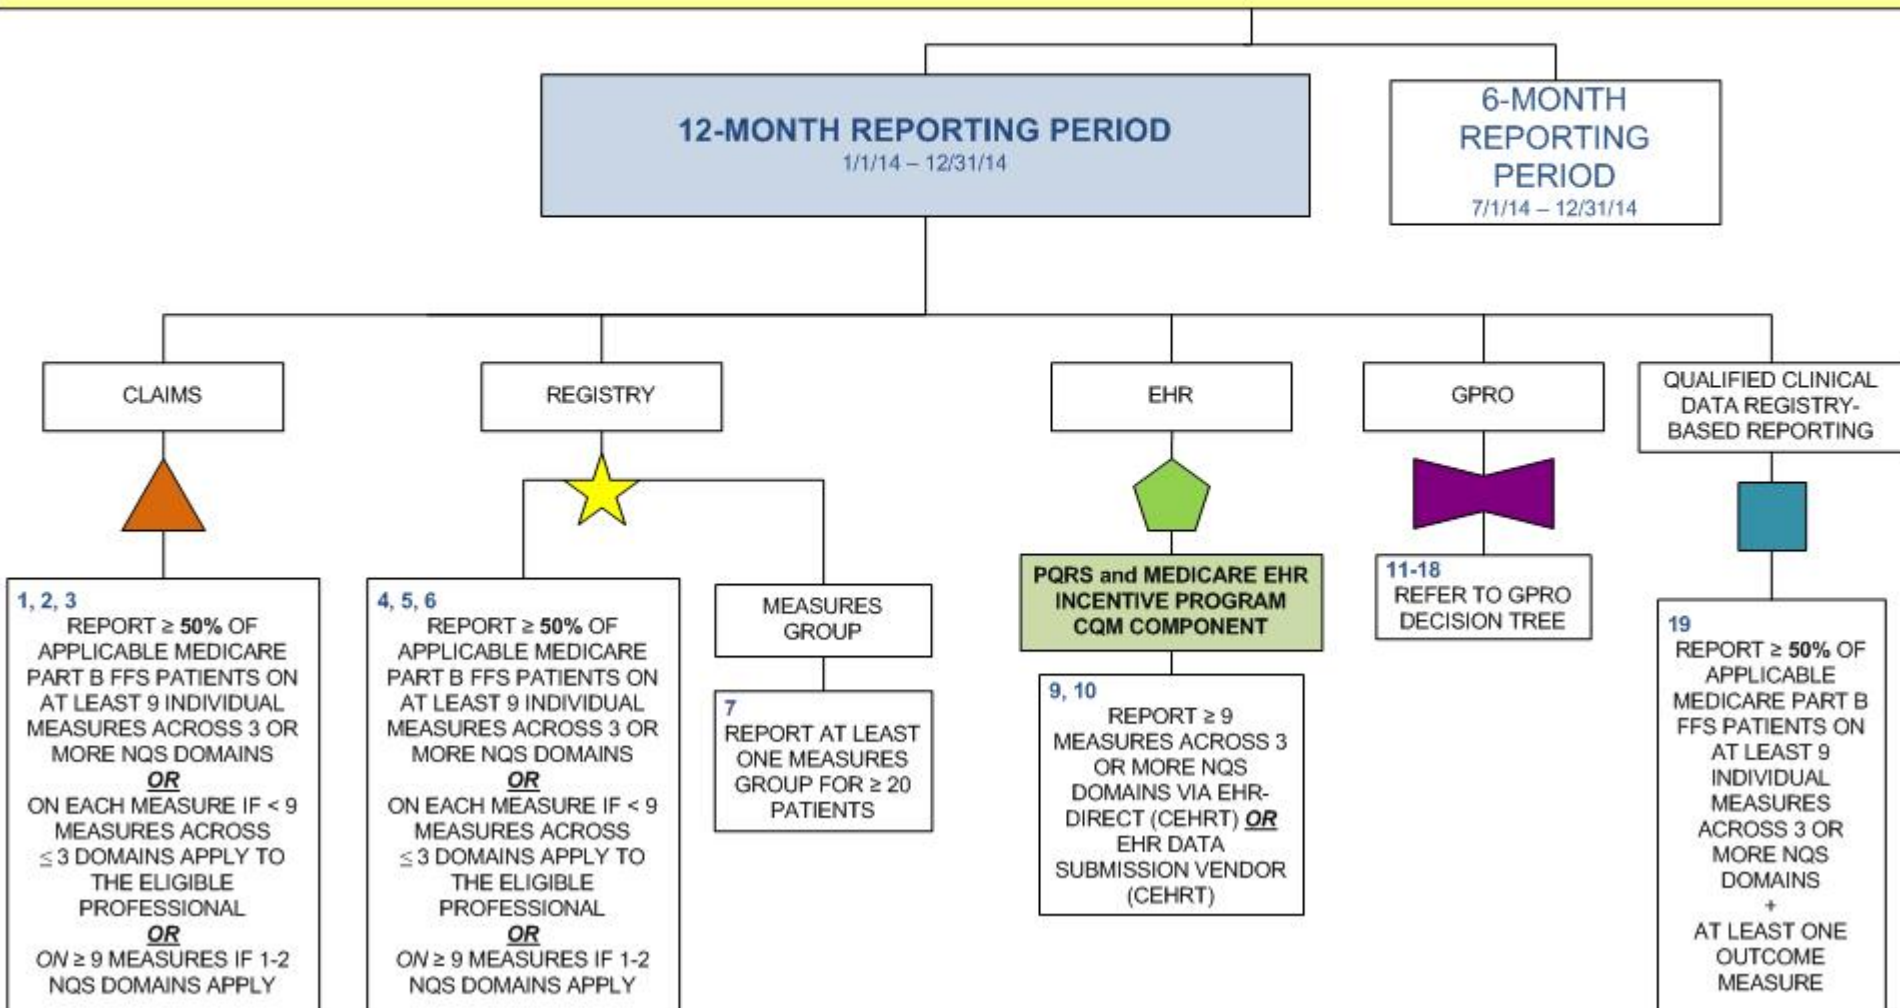 12-MONTH REPORTING PERIOD
1/1/14 – 12/31/14
6-MONTH
REPORTING
PERIOD
7/1/14 – 12/31/14
CLAIMS
REGISTRY
EHR
GPRO
QUALIFIED CLINICAL
DATA REGISTRY-
BASED REPORTING
1, 2, 3
REPORT ≥ 50% OF
APPLICABLE MEDICARE
PART B FFS PATIENTS ON
AT LEAST 9 INDIVIDUAL
MEASURES ACROSS 3 OR
MORE NQS DOMAINS
OR
ON EACH MEASURE IF < 9
MEASURES ACROSS
≤ 3 DOMAINS APPLY TO
THE ELIGIBLE
PROFESSIONAL
OR
ON ≥ 9 MEASURES IF 1-2
NQS DOMAINS APPLY
4, 5, 6
REPORT ≥ 50% OF
APPLICABLE MEDICARE
PART B FFS PATIENTS ON
AT LEAST 9 INDIVIDUAL
MEASURES ACROSS 3 OR
MORE NQS DOMAINS
OR
ON EACH MEASURE IF < 9
MEASURES ACROSS
≤ 3 DOMAINS APPLY TO
THE ELIGIBLE
PROFESSIONAL
OR
ON ≥ 9 MEASURES IF 1-2
NQS DOMAINS APPLY
MEASURES
GROUP
7
REPORT AT LEAST
ONE MEASURES
GROUP FOR ≥ 20
PATIENTS
PQRS and MEDICARE EHR
INCENTIVE PROGRAM
CQM COMPONENT
9, 10
REPORT ≥ 9
MEASURES ACROSS 3
OR MORE NQS
DOMAINS VIA EHR-
DIRECT (CEHRT) OR
EHR DATA
SUBMISSION VENDOR
(CEHRT)
11-18
REFER TO GPRO
DECISION TREE
19
REPORT ≥ 50% OF
APPLICABLE
MEDICARE PART B
FFS PATIENTS ON
AT LEAST 9
INDIVIDUAL
MEASURES
ACROSS 3 OR
MORE NQS
DOMAINS
+
AT LEAST ONE
OUTCOME
MEASURE